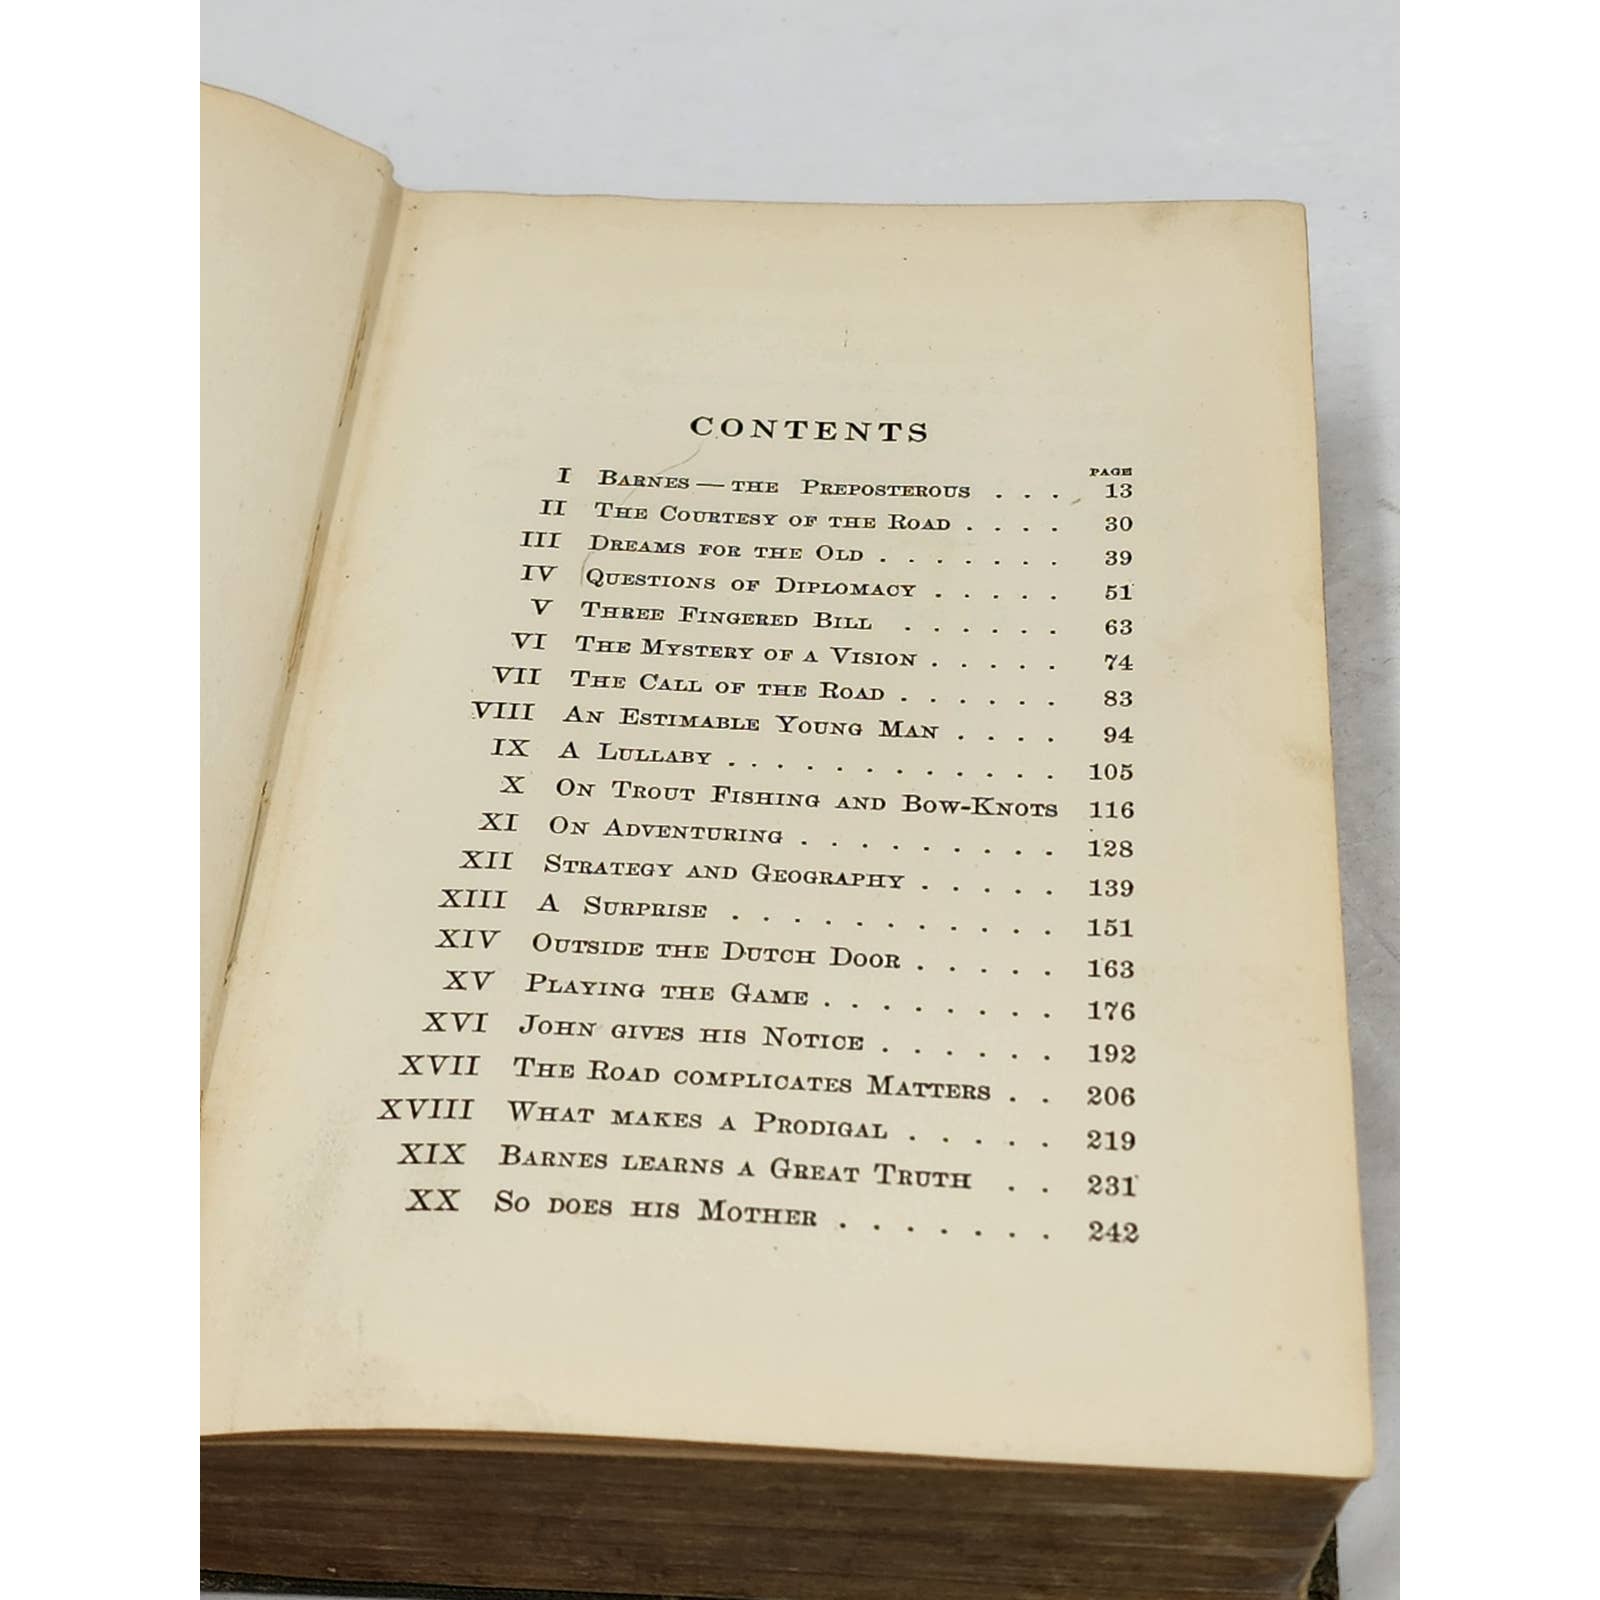 CONTENTS
PAGE
I BARNES — THE PREPOSTEROUS . . . 13
II THE COURTESY OF THE ROAD . . . . 30
III DREAMS FOR THE OLD . . . . . . . 39
IV QUESTIONS OF DIPLOMACY . . . . . 51
V THREE FINGERED BILL . . . . . . 63
VI THE MYSTERY OF A VISION . . . . . 74
VII THE CALL OF THE ROAD . . . . . . 83
VIII AN ESTIMABLE YOUNG MAN . . . . 94
IX A LULLABY . . . . . . . . . . . . 105
X ON TROUT FISHING AND BOW-KNOTS 116
XI ON ADVENTURING . . . . . . . . . 128
XII STRATEGY AND GEOGRAPHY . . . . . 139
XIII A SURPRISE . . . . . . . . . . . 151
XIV OUTSIDE THE DUTCH DOOR . . . . . 163
XV PLAYING THE GAME . . . . . . . . 176
XVI JOHN GIVES HIS NOTICE . . . . . . 192
XVII THE ROAD COMPLICATES MATTERS . . 206
XVIII WHAT MAKES A PRODIGAL . . . . . 219
XIX BARNES LEARNS A GREAT TRUTH . . 231
XX SO DOES HIS MOTHER . . . . . . . 242